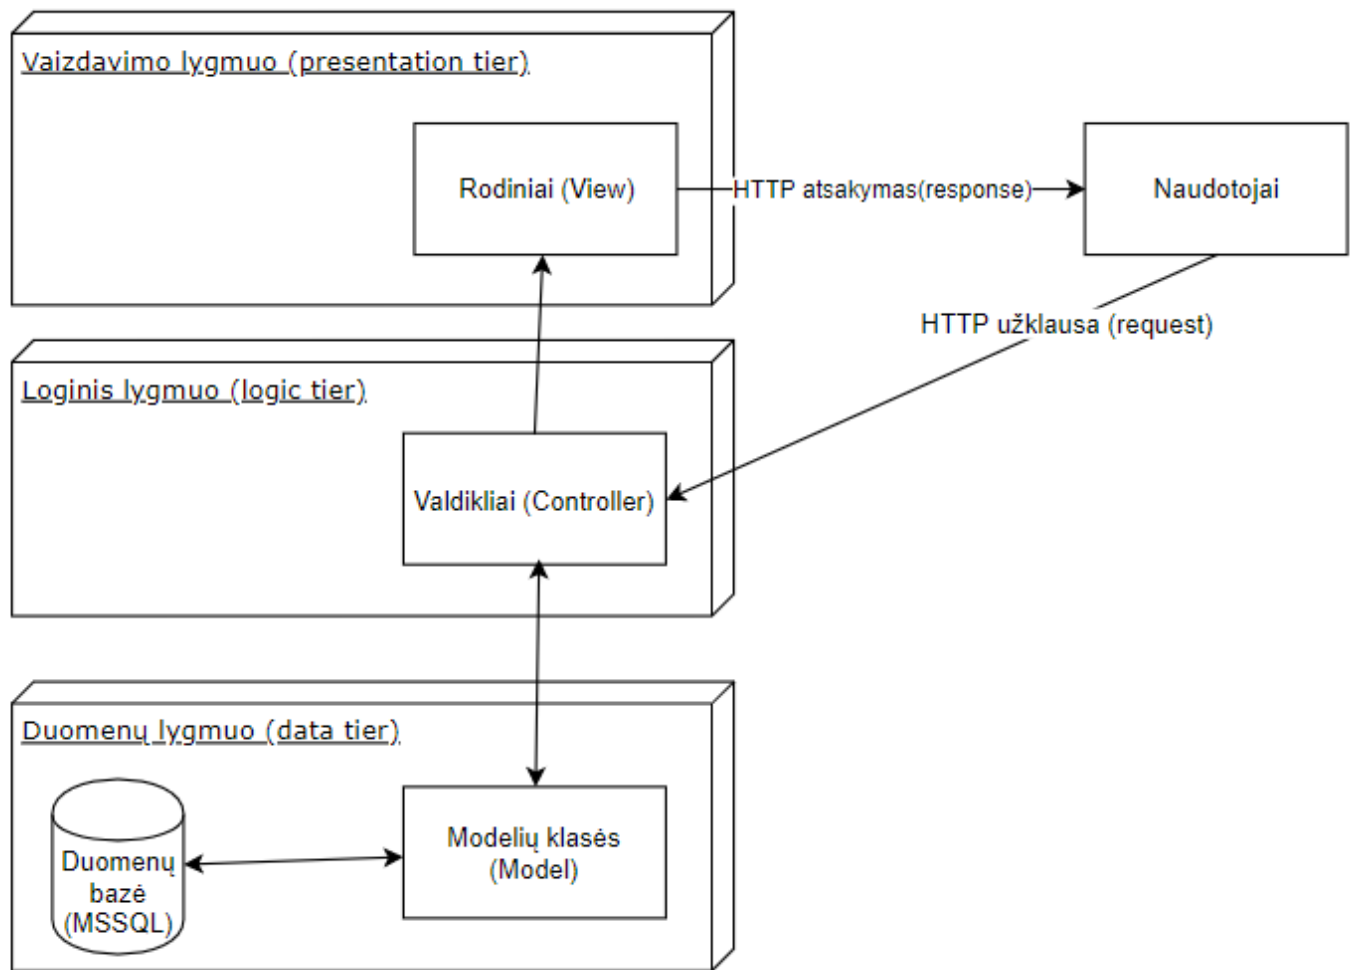 Vaizdavimo lygmuo (presentation tier)
Rodiniai (View)
HTTP atsakymas(response)
Naudotojai
HTTP užklausa (request)
Loginis lygmuo (logic tier)
Valdikliai (Controller)
Duomenų lygmuo (data tier)
Duomenų
bazė
(MSSQL)
Modelių klasės
(Model)